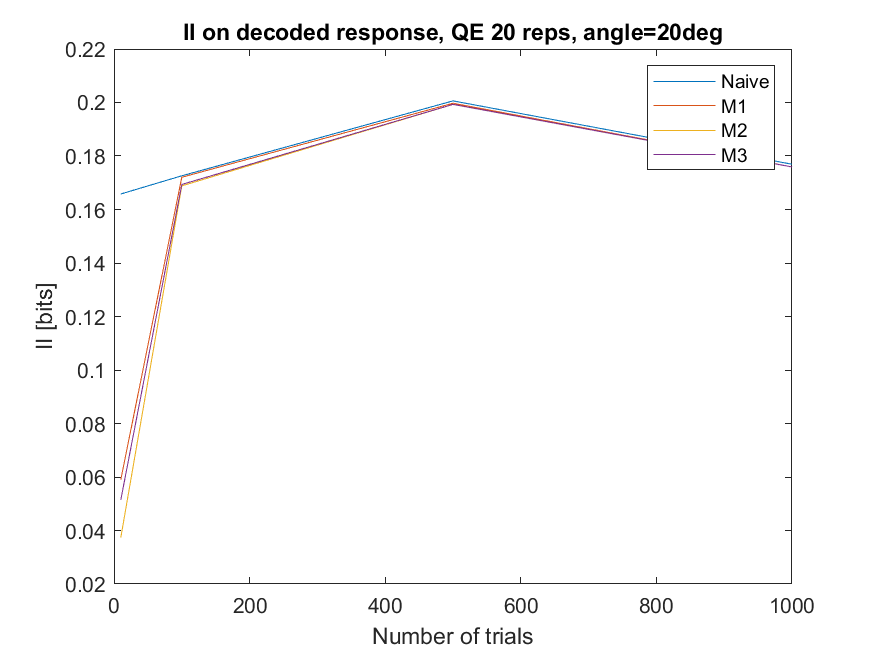 II on decoded response, QE 20 reps, angle=20deg
0.22
0.2
0.18
0.16
0.14
0.12
0.1
0.08
0.06
0.04
0.02
II [bits]
Naive
M1
M2
M3
0 200 400 600 800 1000
Number of trials